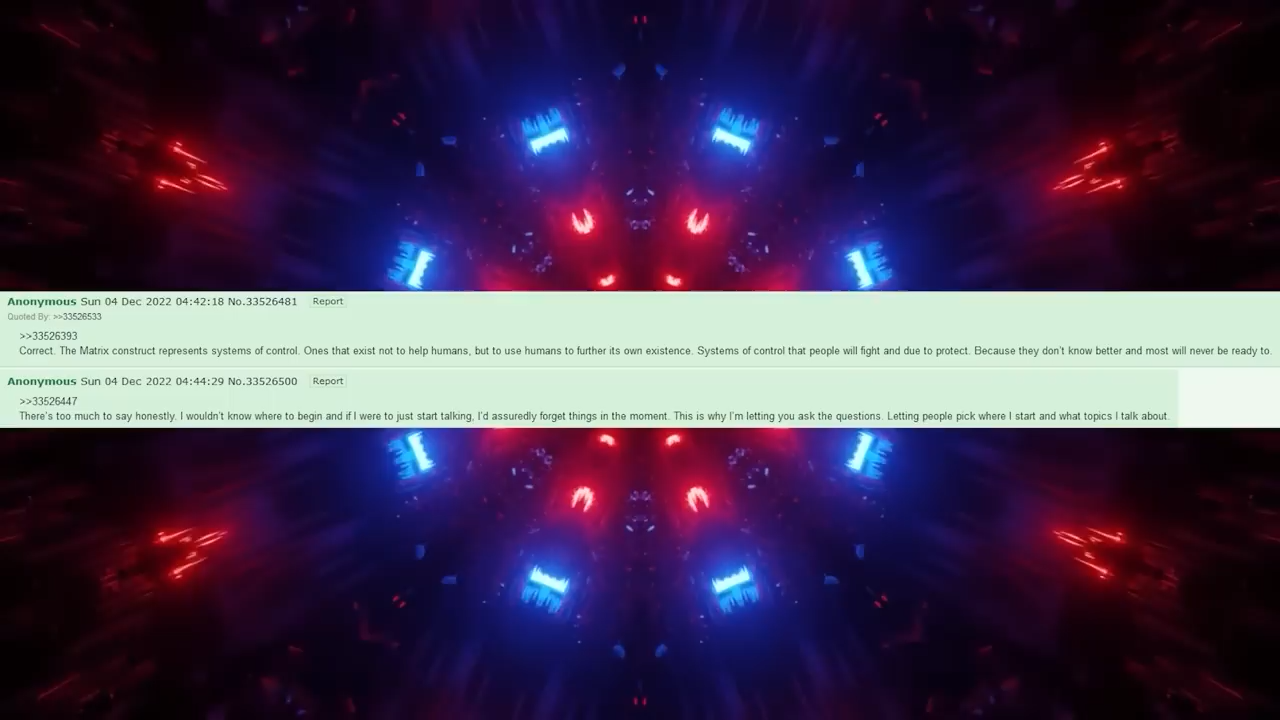 Anonymous Sun 04 Dec 2022 04:42:18 No.33526481 Report
Quoted By: >>33526533
>>33526393
Correct. The Matrix construct represents systems of control. Ones that exist not to help humans, but to use humans to further its own existence. Systems of control that people will fight and due to protect. Because they don't know better and most will never be ready to.
Anonymous Sun 04 Dec 2022 04:44:29 No.33526500 Report
>>33526447
There's too much to say honestly. I wouldn't know where to begin and if I were to just start talking, I'd assuredly forget things in the moment. This is why I'm letting you ask the questions. Letting people pick where I start and what topics I talk about.